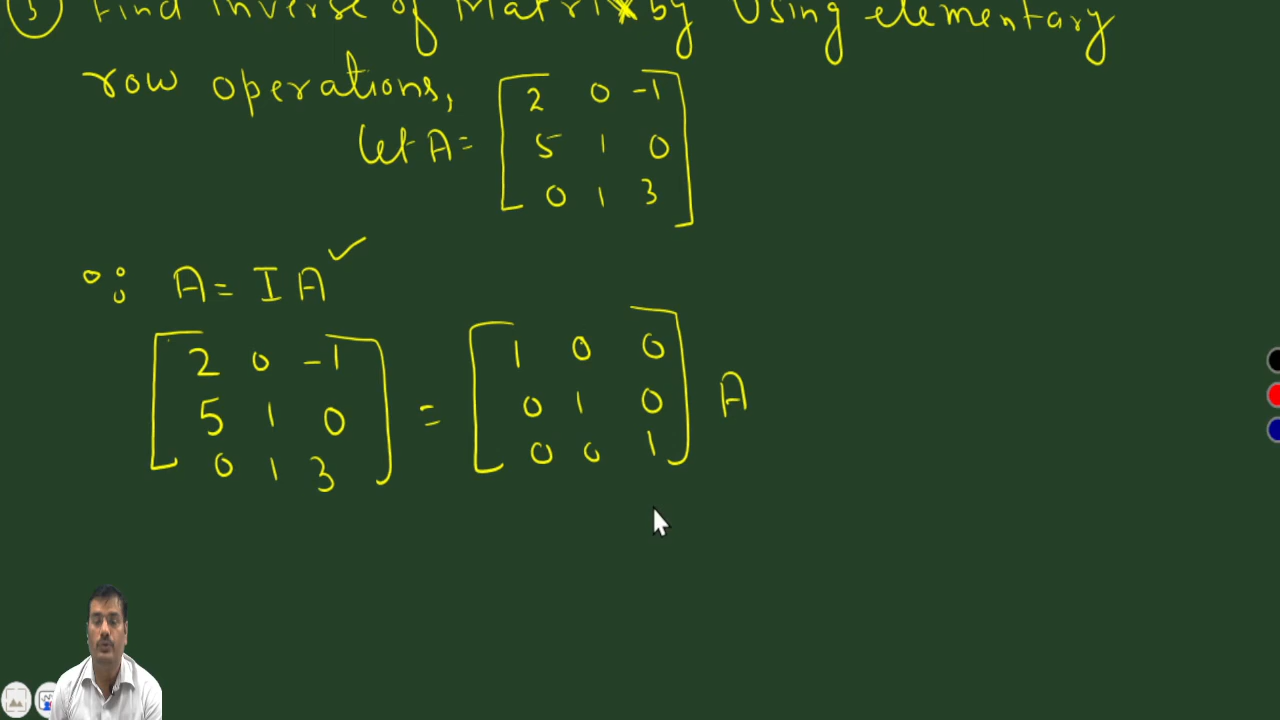 ③ Find inverse of Matrix by Using elementary
row operations,
let A = [ 2 0 -1
5 1 0
0 1 3 ]
∵ A = I A ✓
[ 2 0 -1
5 1 0
0 1 3 ] = [ 1 0 0
0 1 0
0 0 1 ] A